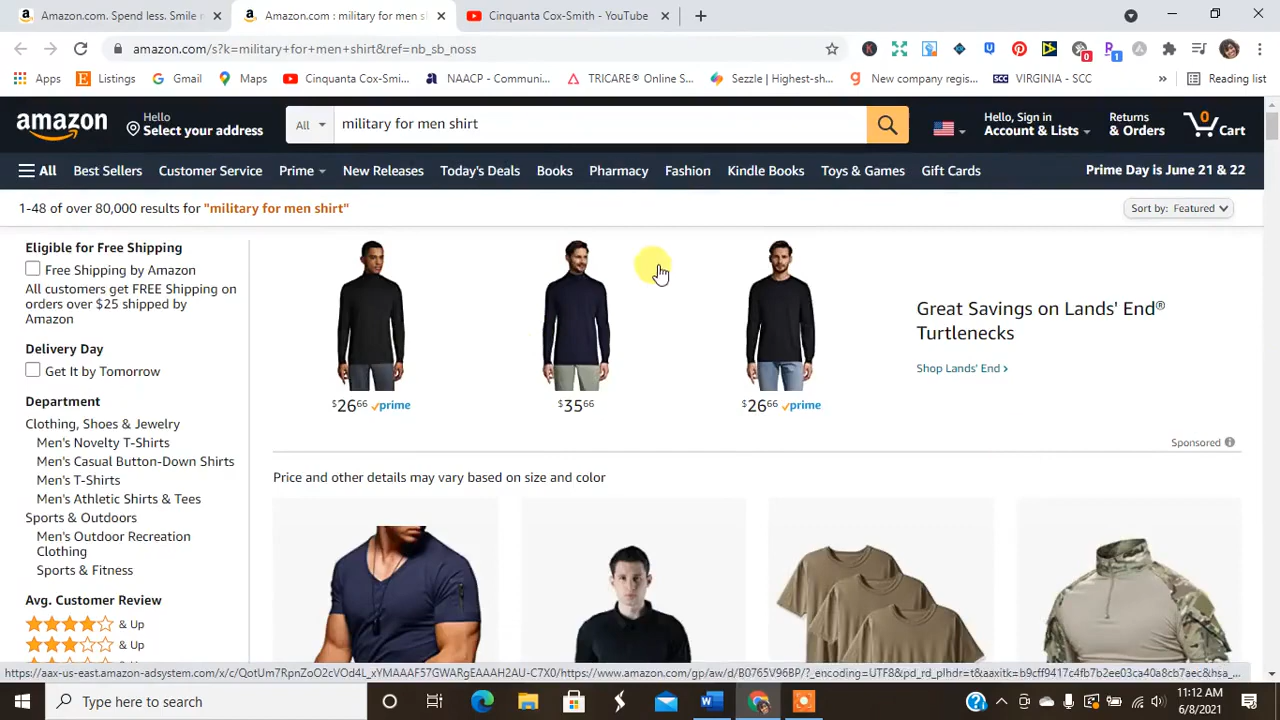 Amazon.com. Spend less. Smile
Amazon.com : military for men s
Cinquanta Cox-Smith - YouTube
amazon.com/s?k=military+for+men+shirt&ref=nb_sb_noss
0
1
Apps
Listings
Gmail
Maps
Cinquanta Cox-Smi...
NAACP - Communi...
TRICARE® Online S...
Sezzle | Highest-sh...
New company regis...
SCC
VIRGINIA - SCC
»
Reading list
amazon
Hello
Select your address
All
military for men shirt
Hello, Sign in
Account & Lists
Returns
& Orders
0
Cart
All
Best Sellers
Customer Service
Prime
New Releases
Today's Deals
Books
Pharmacy
Fashion
Kindle Books
Toys & Games
Gift Cards
Prime Day is June 21 & 22
1-48 of over 80,000 results for "military for men shirt"
Sort by: Featured
Eligible for Free Shipping
Free Shipping by Amazon
All customers get FREE Shipping on
orders over $25 shipped by
Amazon
Delivery Day
Get It by Tomorrow
Department
Clothing, Shoes & Jewelry
Men's Novelty T-Shirts
Men's Casual Button-Down Shirts
Men's T-Shirts
Men's Athletic Shirts & Tees
Sports & Outdoors
Men's Outdoor Recreation
Clothing
Sports & Fitness
Avg. Customer Review
& Up
& Up
$2666 prime
$3566
$2666 prime
Great Savings on Lands' End®
Turtlenecks
Shop Lands' End ›
Sponsored
Price and other details may vary based on size and color
Type here to search
11:12 AM
6/8/2021